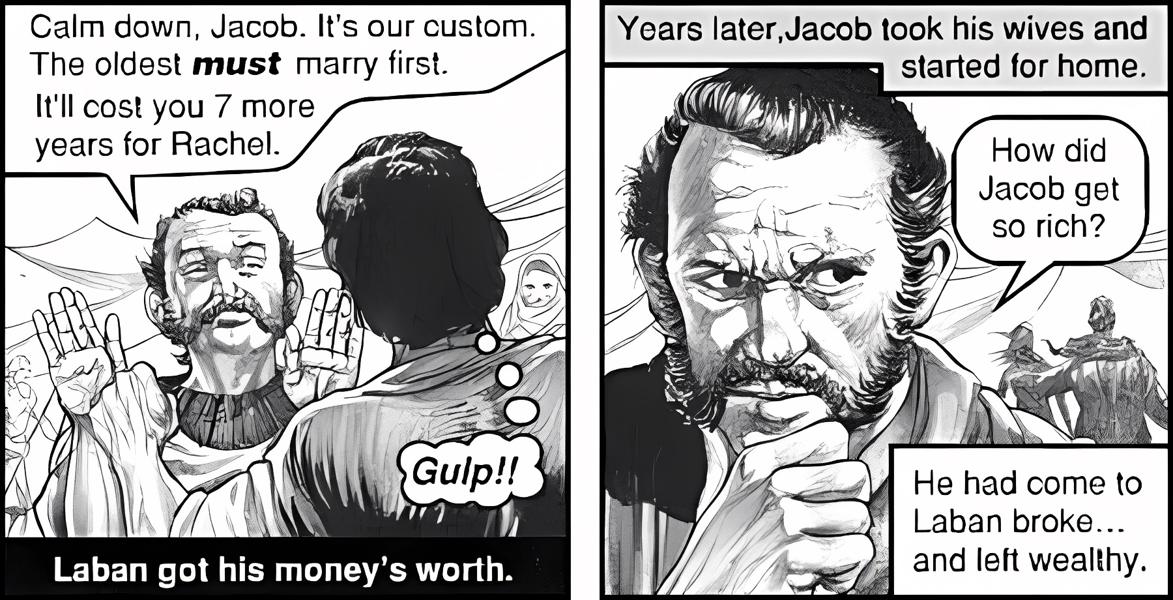 Calm down, Jacob. It's our custom.
The oldest must marry first.
It'll cost you 7 more
years for Rachel.
Gulp!!
Laban got his money's worth.
Years later,Jacob took his wives and
started for home.
How did
Jacob get
so rich?
He had come to
Laban broke...
and left wealthy.